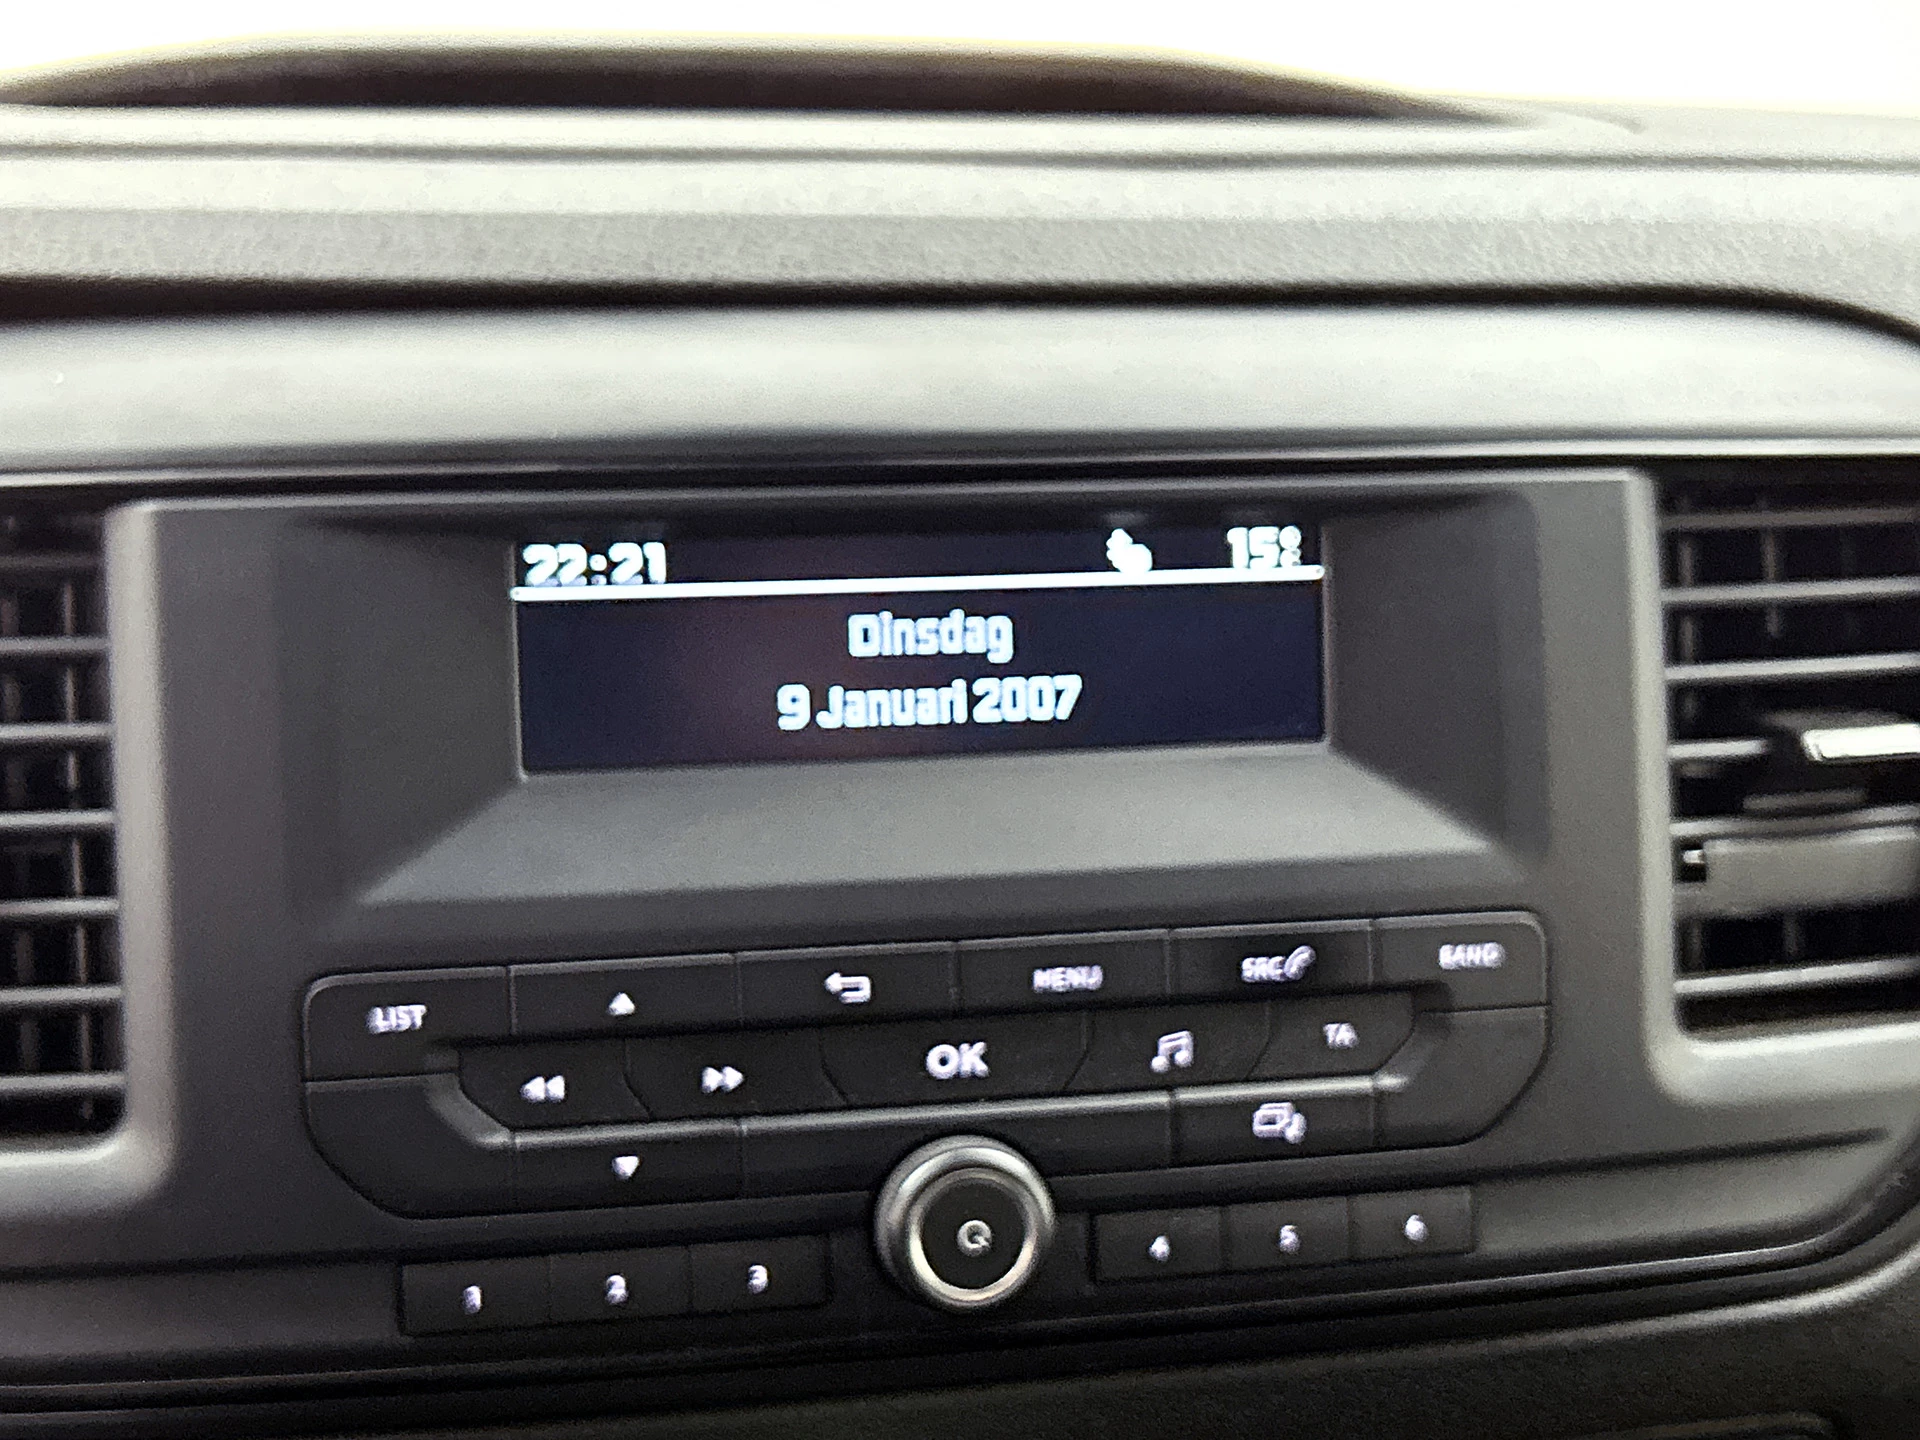 22:21 15°
Dinsdag
9 Januari 2007
LIST MENU SRC BAND
OK TA
1 2 3 4 5 6